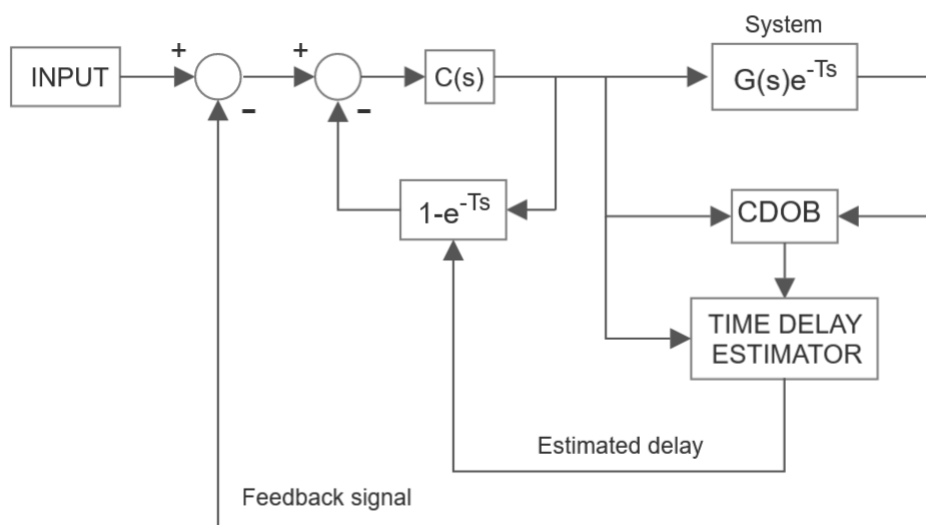 System
INPUT
+
−
+
−
C(s)
G(s)e^-Ts
1-e^-Ts
CDOB
TIME DELAY
ESTIMATOR
Estimated delay
Feedback signal